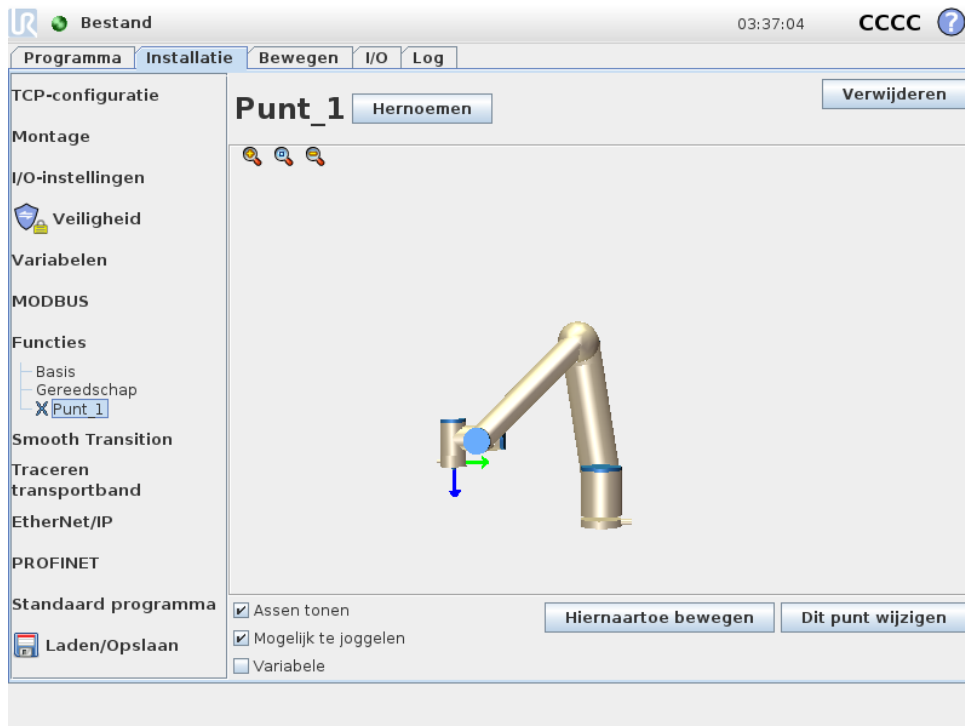 UR Bestand 03:37:04 CCCC ?
Programma Installatie Bewegen I/O Log
TCP-configuratie
Montage
I/O-instellingen
Veiligheid
Variabelen
MODBUS
Functies
Basis
Gereedschap
Punt_1
Smooth Transition
Traceren
transportband
EtherNet/IP
PROFINET
Standaard programma
Laden/Opslaan
Punt_1 Hernoemen Verwijderen
Assen tonen
Mogelijk te joggelen
Variabele
Hiernaartoe bewegen Dit punt wijzigen